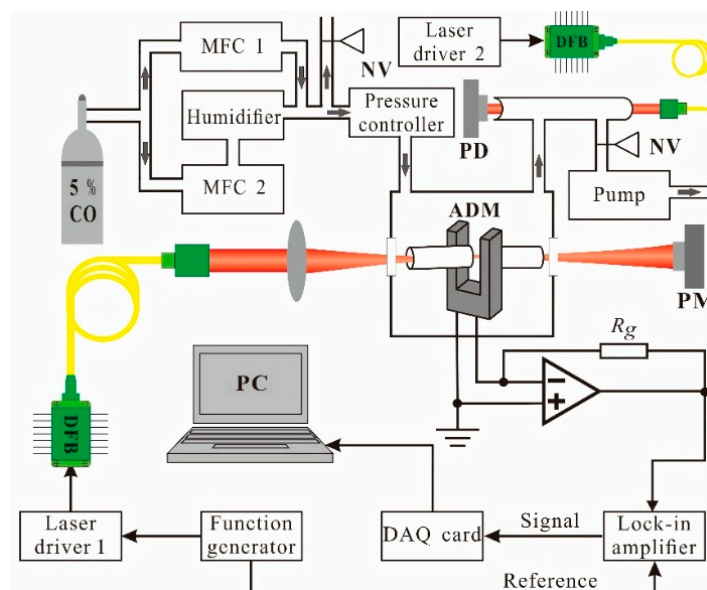 MFC 1
Laser
driver 2
DFB
NV
Humidifier
Pressure
controller
PD
NV
5 %
CO
MFC 2
Pump
ADM
PM
Rg
PC
DFB
Laser
driver 1
Function
generator
DAQ card
Signal
Lock-in
amplifier
Reference